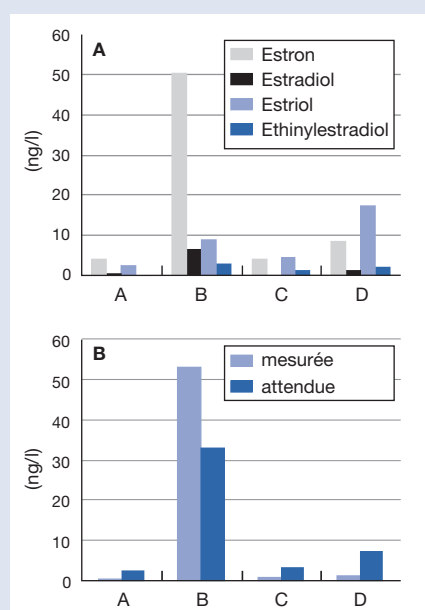 60
A
Estron
Estradiol
Estriol
Ethinylestradiol
50
40
30
20
10
0
(ng/l)
A B C D
60
B
mesurée
attendue
50
40
30
20
10
0
(ng/l)
A B C D